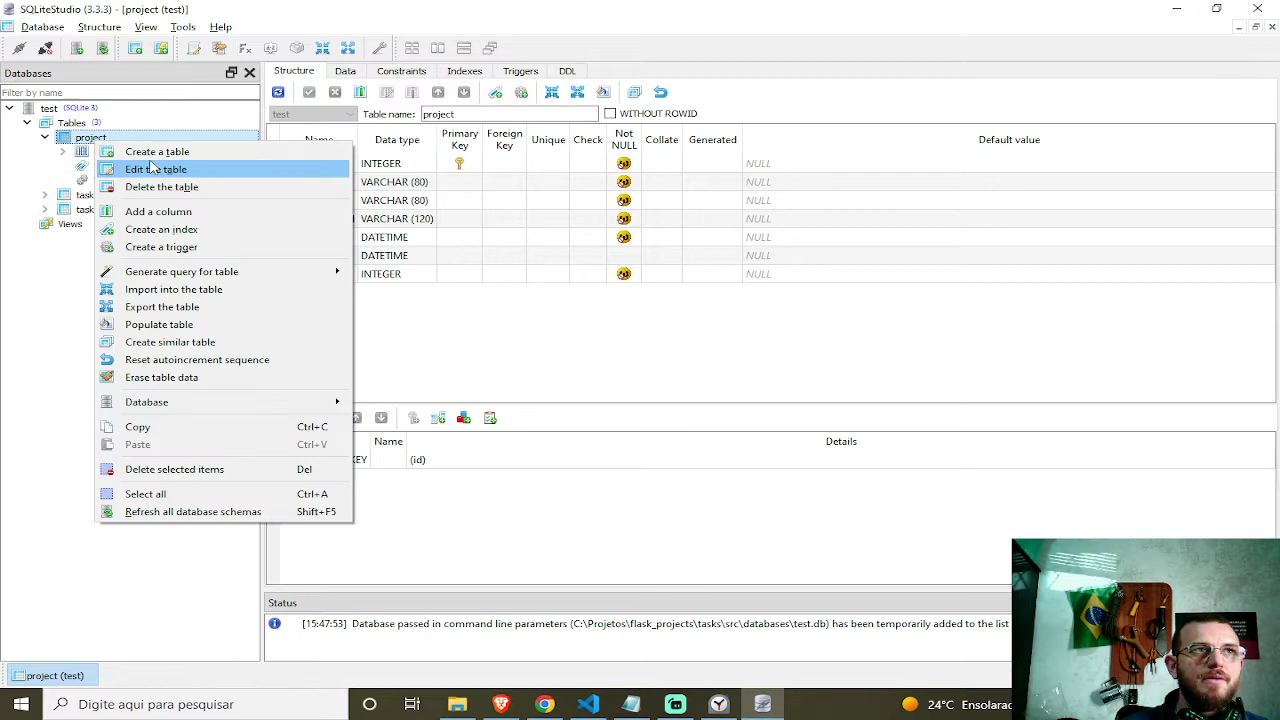 SQLiteStudio (3.3.3) - [project (test)]
Database Structure View Tools Help
Databases
Structure Data Constraints Indexes Triggers DDL
Filter by name
test (SQLite 3)
Tables (3)
project
task
task
Views
test Table name: project WITHOUT ROWID
Name Data type Primary Key Foreign Key Unique Check Not NULL Collate Generated Default value
INTEGER NULL
VARCHAR (80) NULL
VARCHAR (80) NULL
VARCHAR (120) NULL
DATETIME NULL
DATETIME NULL
INTEGER NULL
Create a table
Edit the table
Delete the table
Add a column
Create an index
Create a trigger
Generate query for table
Import into the table
Export the table
Populate table
Create similar table
Reset autoincrement sequence
Erase table data
Database
Copy Ctrl+C
Paste Ctrl+V
Delete selected items Del
Select all Ctrl+A
Refresh all database schemas Shift+F5
Name Details
KEY (id)
Status
[15:47:53] Database passed in command line parameters (C:\Projetos\flask_projects\tasks\src\databases\test.db) has been temporarily added to the list
project (test)
Digite aqui para pesquisar
24°C Ensolarado